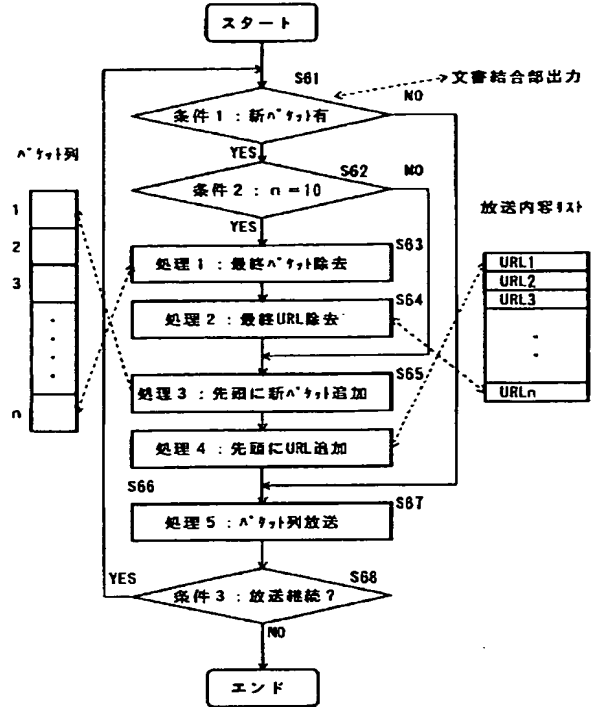 スタート
S61
文書結合部出力
条件1：新ﾊﾟｹｯﾄ有
NO
YES
ﾊﾟｹｯﾄ列
S62
NO
条件2：n=10
放送内容ﾘｽﾄ
YES
1
2
3
n
S63
処理1：最終ﾊﾟｹｯﾄ除去
S64
処理2：最終URL除去
URL1
URL2
URL3
URLn
S65
処理3：先頭に新ﾊﾟｹｯﾄ追加
処理4：先頭にURL追加
S66
S67
処理5：ﾊﾟｹｯﾄ列放送
YES
S68
条件3：放送継続？
NO
エンド